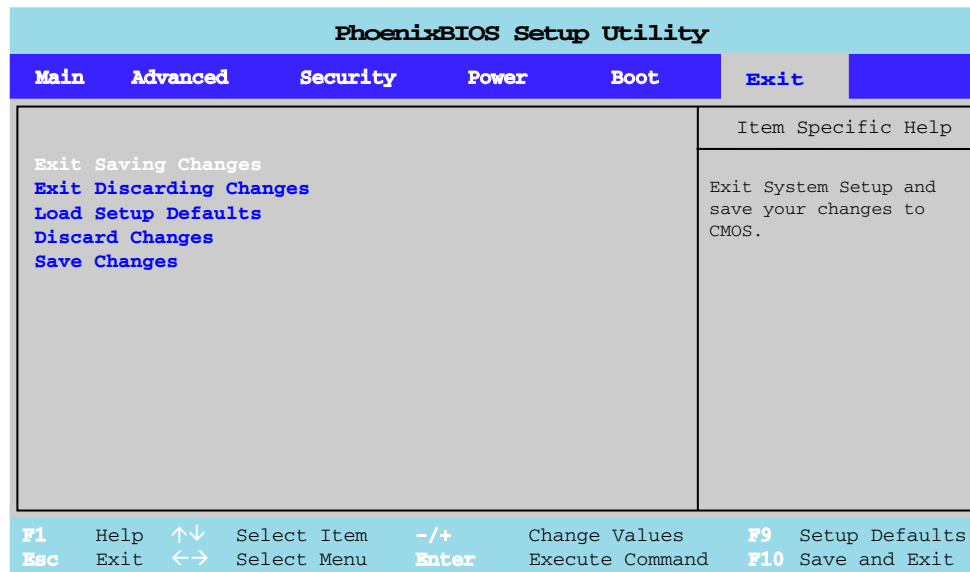 PhoenixBIOS Setup Utility
Main Advanced Security Power Boot Exit
Item Specific Help
Exit Saving Changes
Exit Discarding Changes
Load Setup Defaults
Discard Changes
Save Changes
Exit System Setup and
save your changes to
CMOS.
F1 Help ↑↓ Select Item -/+ Change Values F9 Setup Defaults
Esc Exit ←→ Select Menu Enter Execute Command F10 Save and Exit